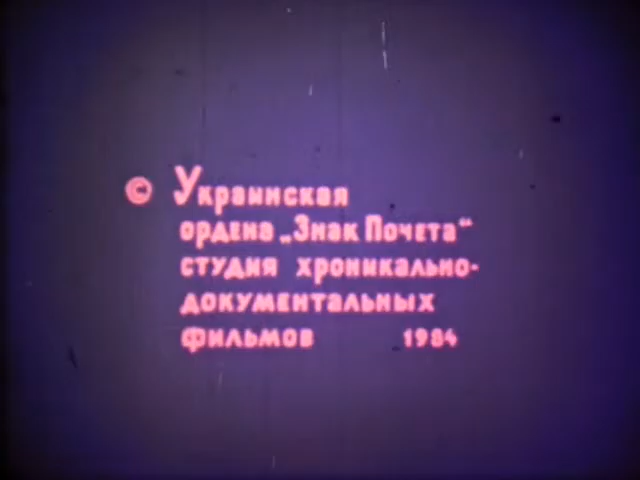 © Украинская
ордена „Знак Почета“
студия хроникально-
документальных
фильмов 1984